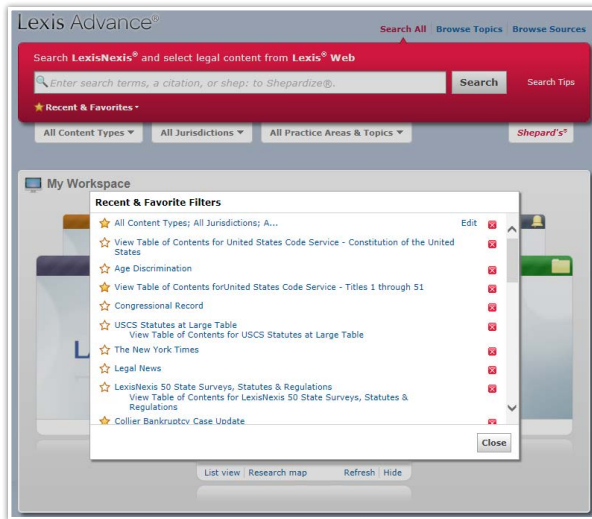 Lexis Advance®
Search All | Browse Topics | Browse Sources
Search LexisNexis® and select legal content from Lexis® Web
Enter search terms, a citation, or shep: to Shepardize®.
Search
Search Tips
Recent & Favorites
All Content Types
All Jurisdictions
All Practice Areas & Topics
Shepard's®
My Workspace
Recent & Favorite Filters
All Content Types; All Jurisdictions; A...
Edit
View Table of Contents for United States Code Service - Constitution of the United
States
Age Discrimination
View Table of Contents forUnited States Code Service - Titles 1 through 51
Congressional Record
USCS Statutes at Large Table
View Table of Contents for USCS Statutes at Large Table
The New York Times
Legal News
LexisNexis 50 State Surveys, Statutes & Regulations
View Table of Contents for LexisNexis 50 State Surveys, Statutes &
Regulations
Collier Bankruptcy Case Update
Close
List view | Research map
Refresh | Hide